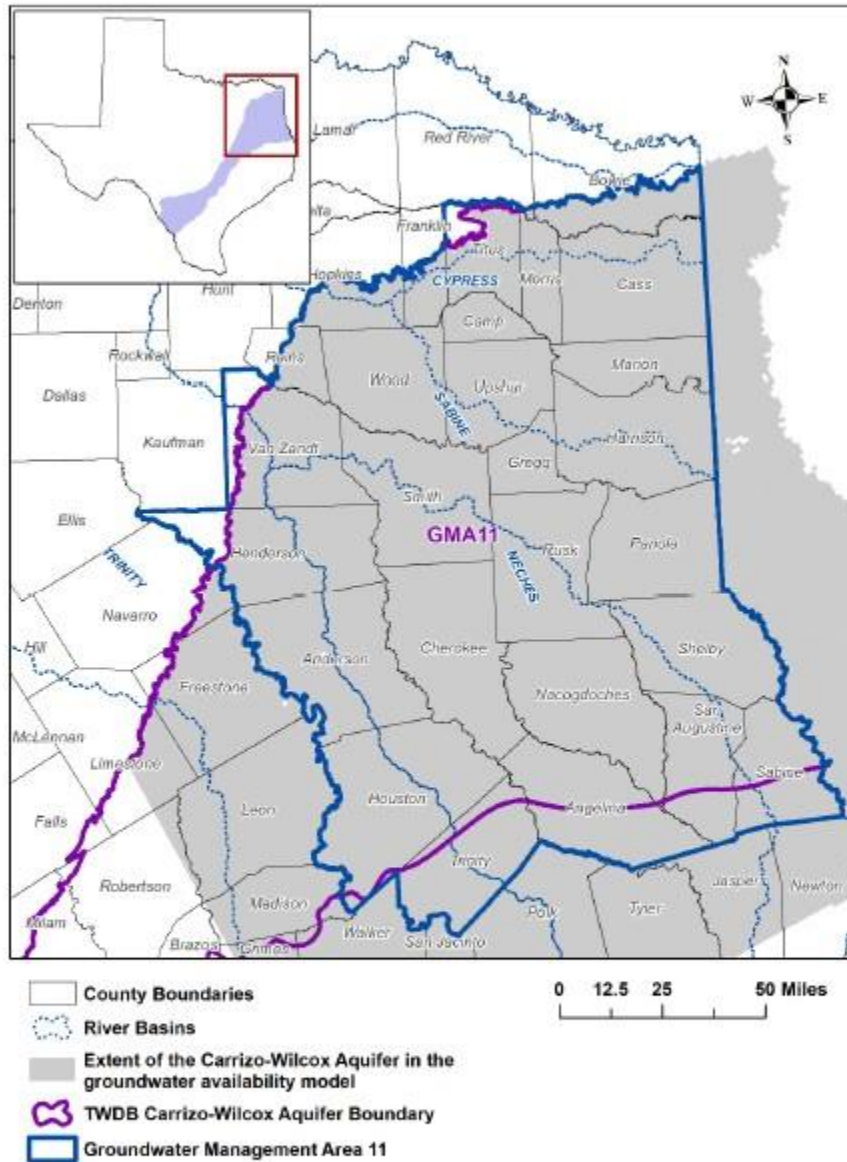 N
W E
S
Lamar
Red River
Bowie
Delta
Franklin
Titus
Hopkins
CYPRESS
Morris
Cass
Hunt
Camp
Denton
Rockwall
Rains
Marion
Wood
Upshur
Dallas
SABINE
Kaufman
Van Zandt
Harrison
Gregg
Smith
Ellis
GMA11
Rusk
Panola
Henderson
TRINITY
NECHES
Navarro
Hill
Anderson
Cherokee
Shelby
Freestone
Nacogdoches
San
Augustine
McLennan
Limestone
Sabine
Leon
Houston
Angelina
Falls
Trinity
Robertson
Jasper
Newton
Madison
Polk
Tyler
Milam
Walker
Brazos
Grimes
San Jacinto
County Boundaries
0 12.5 25 50 Miles
River Basins
Extent of the Carrizo-Wilcox Aquifer in the
groundwater availability model
TWDB Carrizo-Wilcox Aquifer Boundary
Groundwater Management Area 11